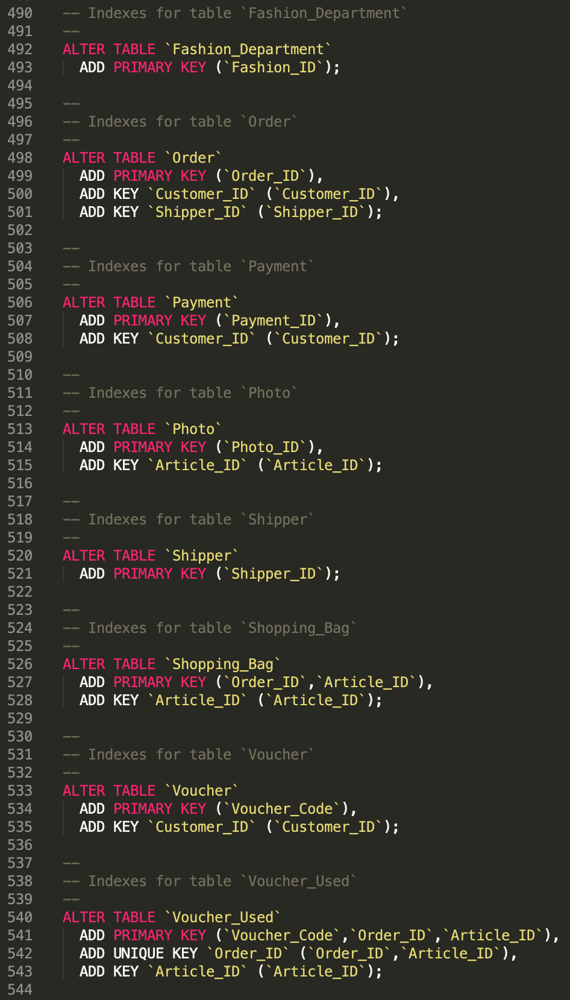 490 -- Indexes for table `Fashion_Department`
491 --
492 ALTER TABLE `Fashion_Department`
493   ADD PRIMARY KEY (`Fashion_ID`);
494
495 --
496 -- Indexes for table `Order`
497 --
498 ALTER TABLE `Order`
499   ADD PRIMARY KEY (`Order_ID`),
500   ADD KEY `Customer_ID` (`Customer_ID`),
501   ADD KEY `Shipper_ID` (`Shipper_ID`);
502
503 --
504 -- Indexes for table `Payment`
505 --
506 ALTER TABLE `Payment`
507   ADD PRIMARY KEY (`Payment_ID`),
508   ADD KEY `Customer_ID` (`Customer_ID`);
509
510 --
511 -- Indexes for table `Photo`
512 --
513 ALTER TABLE `Photo`
514   ADD PRIMARY KEY (`Photo_ID`),
515   ADD KEY `Article_ID` (`Article_ID`);
516
517 --
518 -- Indexes for table `Shipper`
519 --
520 ALTER TABLE `Shipper`
521   ADD PRIMARY KEY (`Shipper_ID`);
522
523 --
524 -- Indexes for table `Shopping_Bag`
525 --
526 ALTER TABLE `Shopping_Bag`
527   ADD PRIMARY KEY (`Order_ID`,`Article_ID`),
528   ADD KEY `Article_ID` (`Article_ID`);
529
530 --
531 -- Indexes for table `Voucher`
532 --
533 ALTER TABLE `Voucher`
534   ADD PRIMARY KEY (`Voucher_Code`),
535   ADD KEY `Customer_ID` (`Customer_ID`);
536
537 --
538 -- Indexes for table `Voucher_Used`
539 --
540 ALTER TABLE `Voucher_Used`
541   ADD PRIMARY KEY (`Voucher_Code`,`Order_ID`,`Article_ID`),
542   ADD UNIQUE KEY `Order_ID` (`Order_ID`,`Article_ID`),
543   ADD KEY `Article_ID` (`Article_ID`);
544